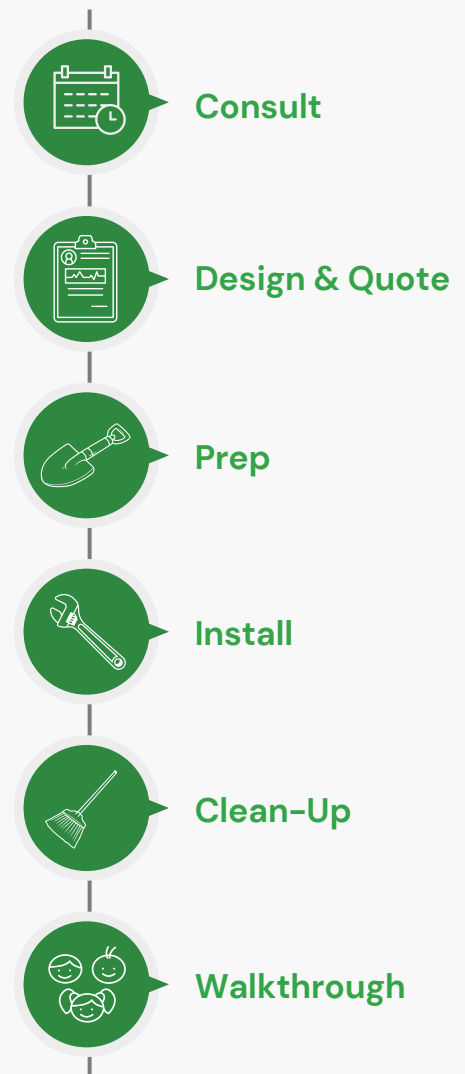 Consult
Design & Quote
Prep
Install
Clean-Up
Walkthrough